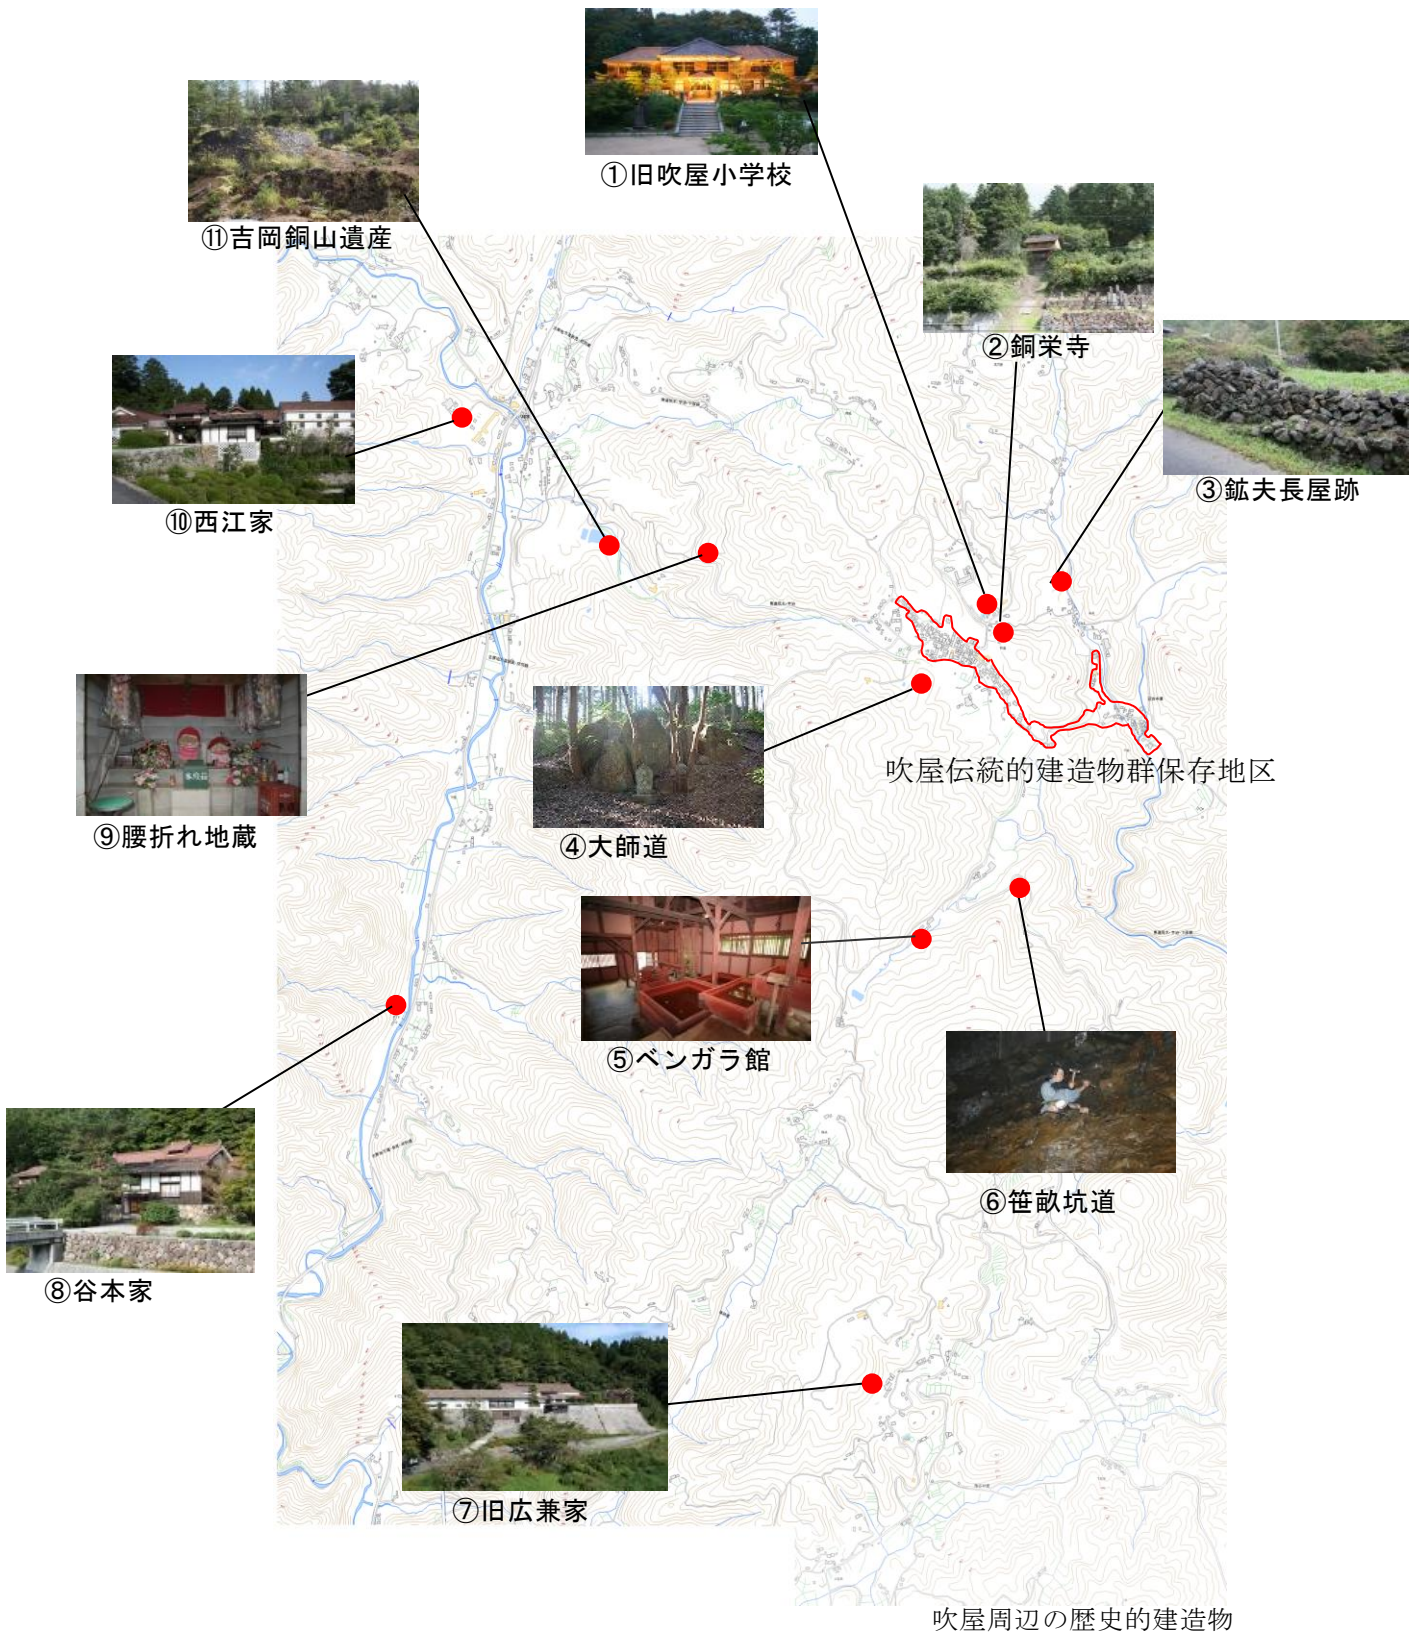 ①旧吹屋小学校
⑪吉岡銅山遺産
②銅栄寺
③鉱夫長屋跡
⑩西江家
吹屋伝統的建造物群保存地区
⑨腰折れ地蔵
④大師道
⑤ベンガラ館
⑥笹畝坑道
⑧谷本家
⑦旧広兼家
吹屋周辺の歴史的建造物